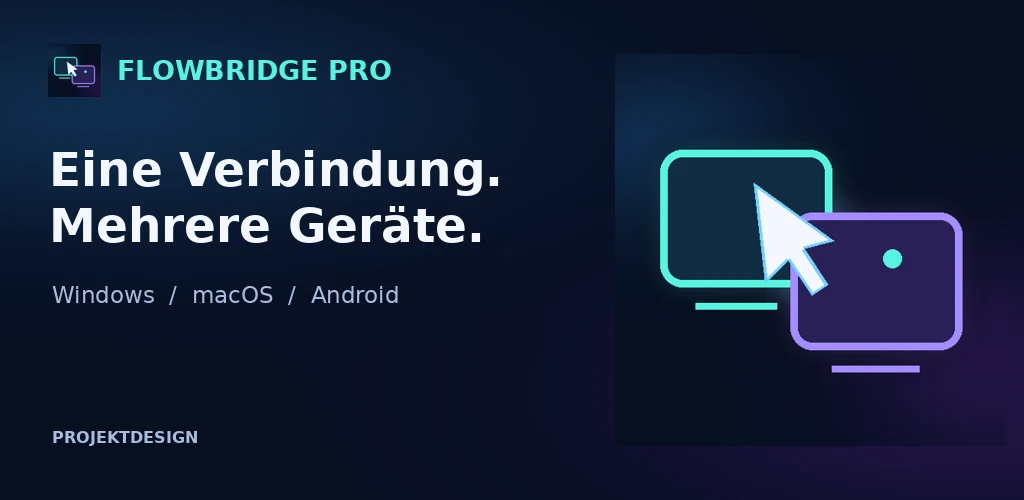 FLOWBRIDGE PRO
Eine Verbindung.
Mehrere Geräte.
Windows / macOS / Android
PROJEKTDESIGN